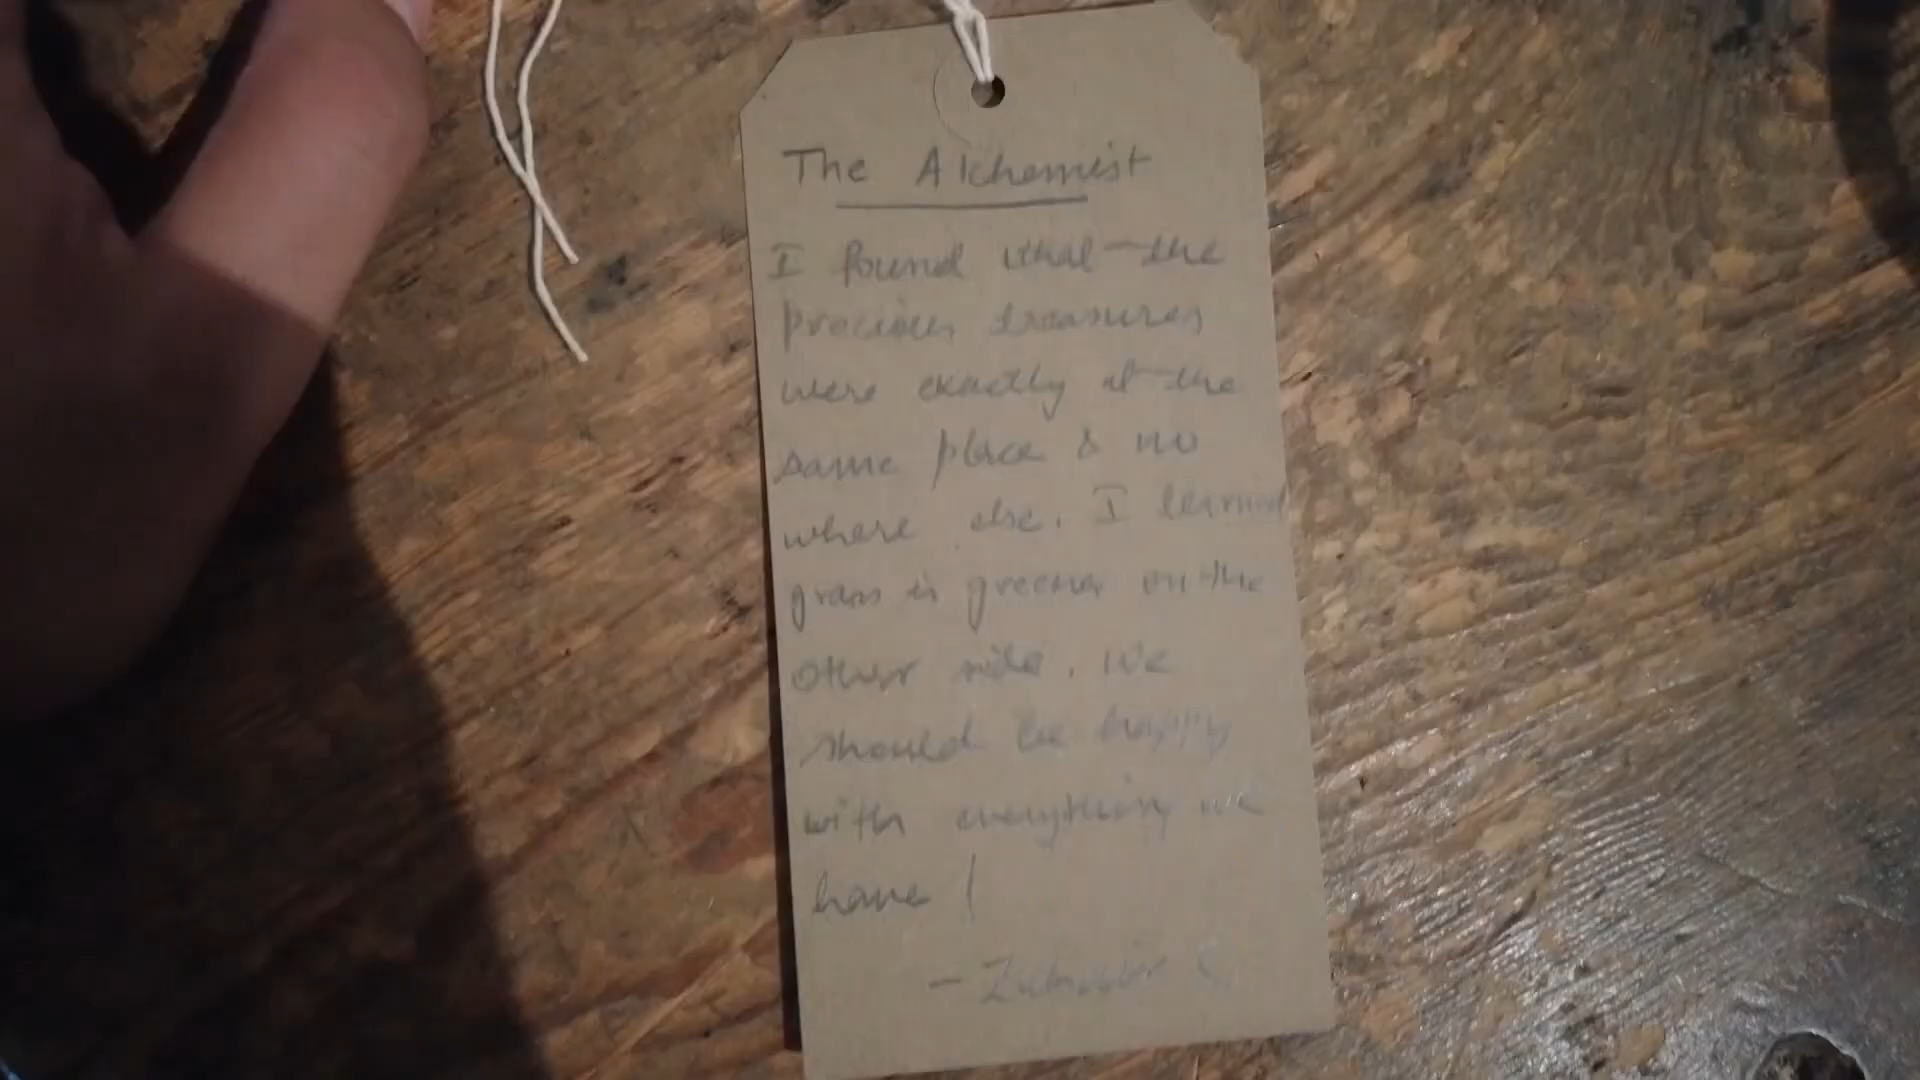 The Alchemist
I found that the
precious treasures
were exactly at the
same place & no
where else. I learned
grass is greener on the
other side. We
should be happy
with everything we
have !